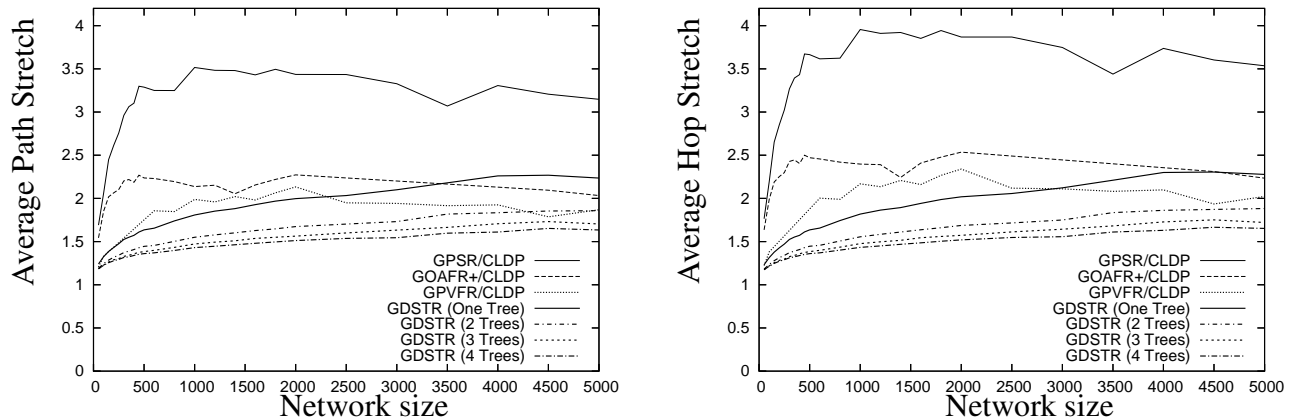 Average Path Stretch
4
3.5
3
2.5
2
1.5
1
0.5
0
GPSR/CLDP
GOAFR+/CLDP
GPVFR/CLDP
GDSTR (One Tree)
GDSTR (2 Trees)
GDSTR (3 Trees)
GDSTR (4 Trees)
0 500 1000 1500 2000 2500 3000 3500 4000 4500 5000
Network size
Average Hop Stretch
4
3.5
3
2.5
2
1.5
1
0.5
0
GPSR/CLDP
GOAFR+/CLDP
GPVFR/CLDP
GDSTR (One Tree)
GDSTR (2 Trees)
GDSTR (3 Trees)
GDSTR (4 Trees)
0 500 1000 1500 2000 2500 3000 3500 4000 4500 5000
Network size